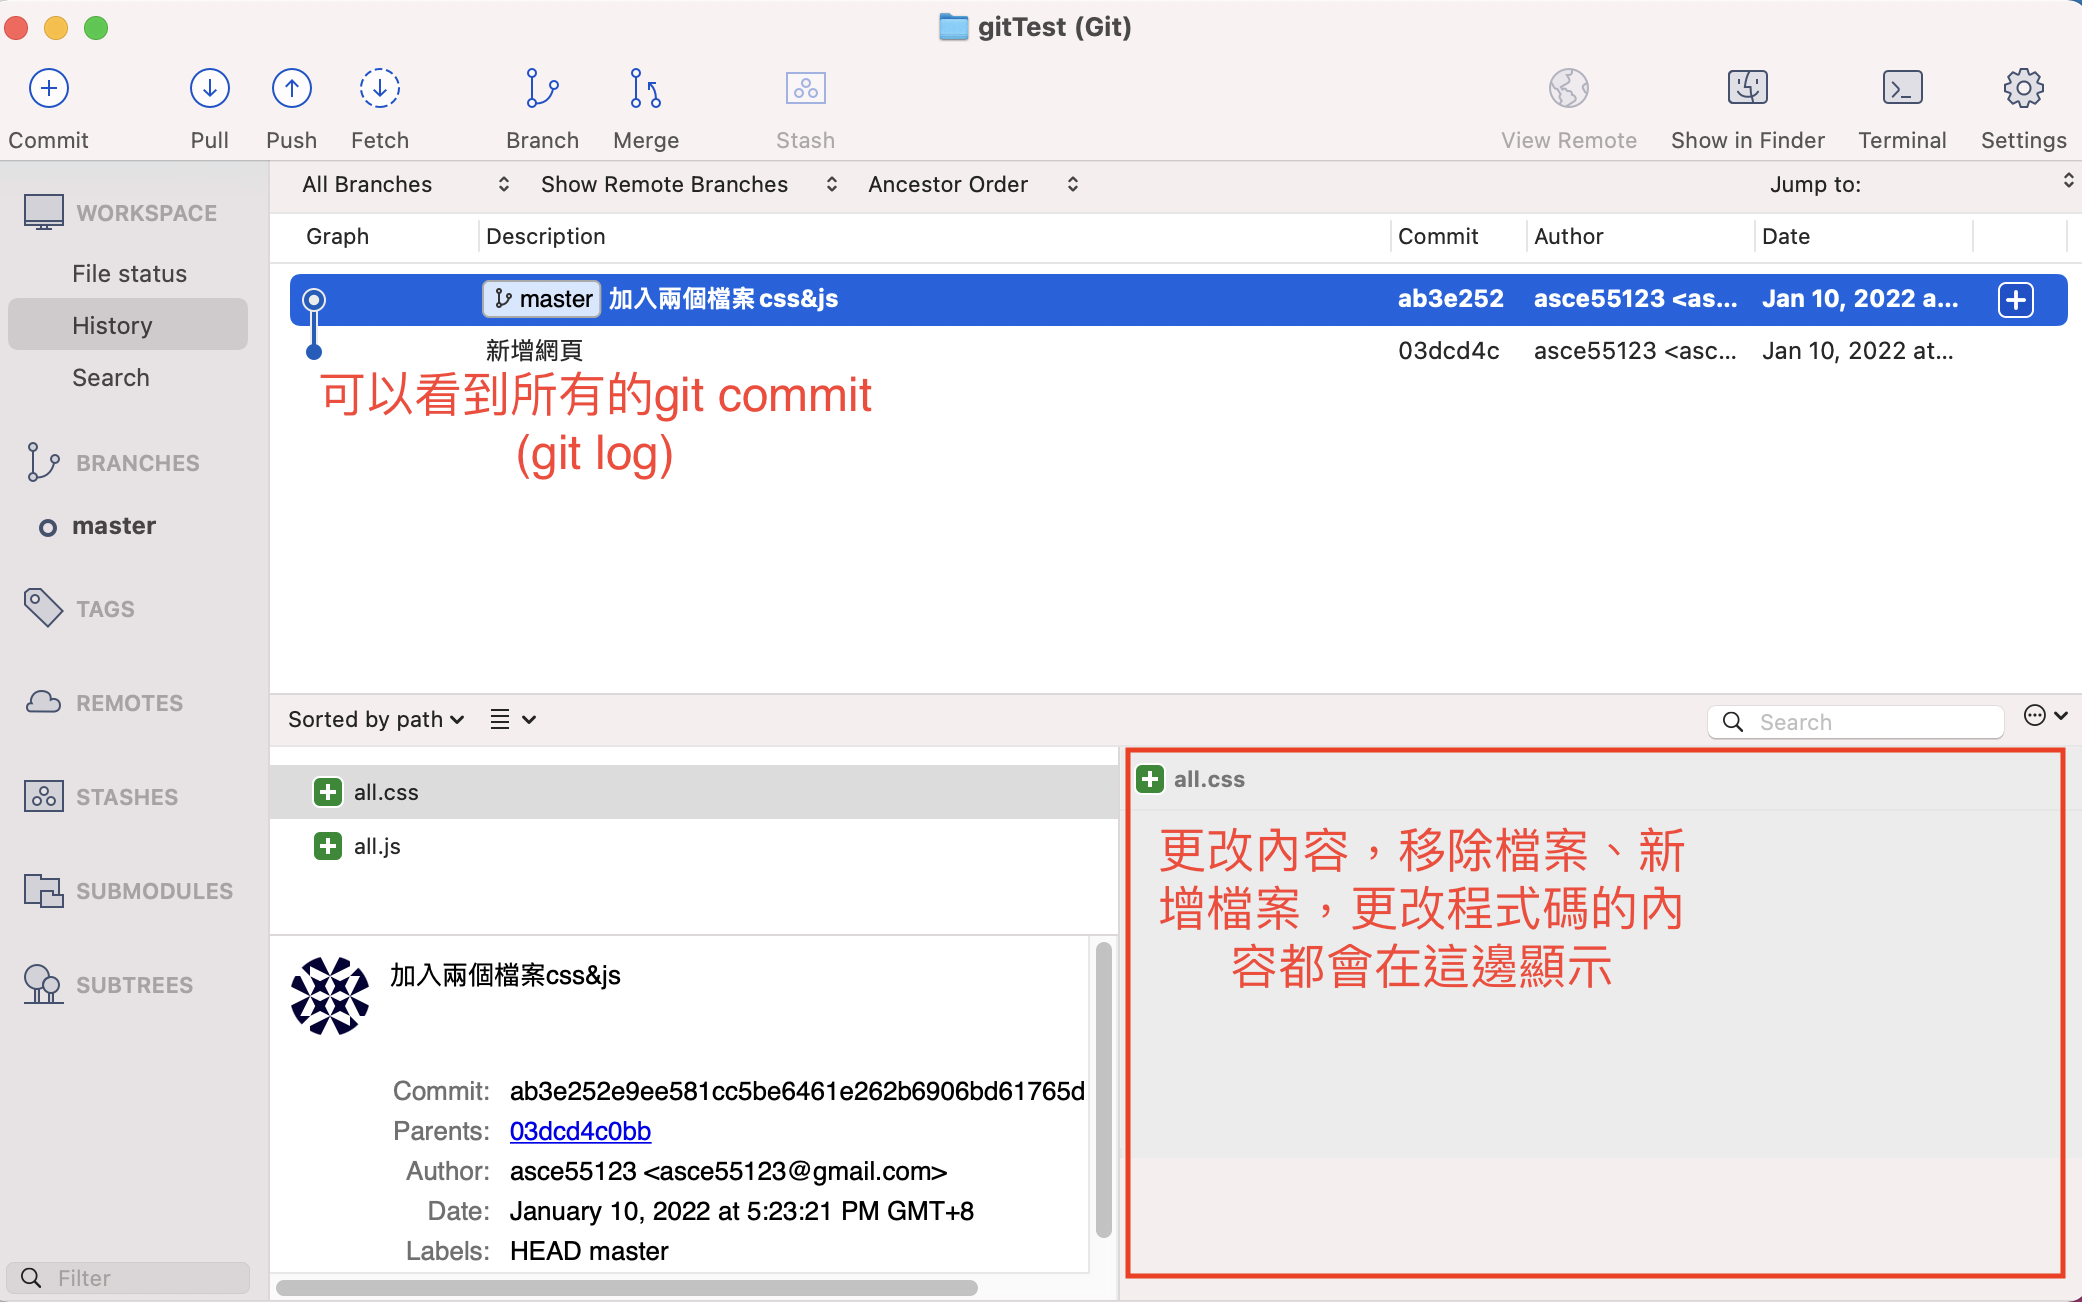 gitTest (Git)
Commit
Pull
Push
Fetch
Branch
Merge
Stash
View Remote
Show in Finder
Terminal
Settings
WORKSPACE
File status
History
Search
BRANCHES
master
TAGS
REMOTES
STASHES
SUBMODULES
SUBTREES
Filter
All Branches
Show Remote Branches
Ancestor Order
Jump to:
Graph
Description
Commit
Author
Date
master 加入兩個檔案css&js
ab3e252
asce55123 <as...
Jan 10, 2022 a...
新增網頁
03dcd4c
asce55123 <asc...
Jan 10, 2022 at...
可以看到所有的git commit
(git log)
Sorted by path
Search
all.css
all.js
加入兩個檔案css&js
Commit: ab3e252e9ee581cc5be6461e262b6906bd61765d
Parents: 03dcd4c0bb
Author: asce55123 <asce55123@gmail.com>
Date: January 10, 2022 at 5:23:21 PM GMT+8
Labels: HEAD master
all.css
更改內容，移除檔案、新
增檔案，更改程式碼的內
容都會在這邊顯示